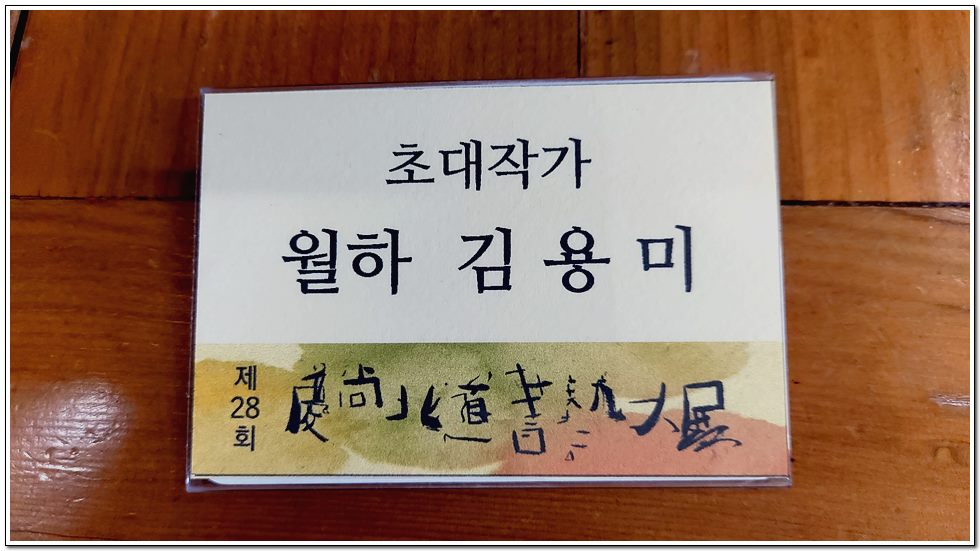 초대작가
월하 김용미
제
28
회
慶尙北道書藝大展